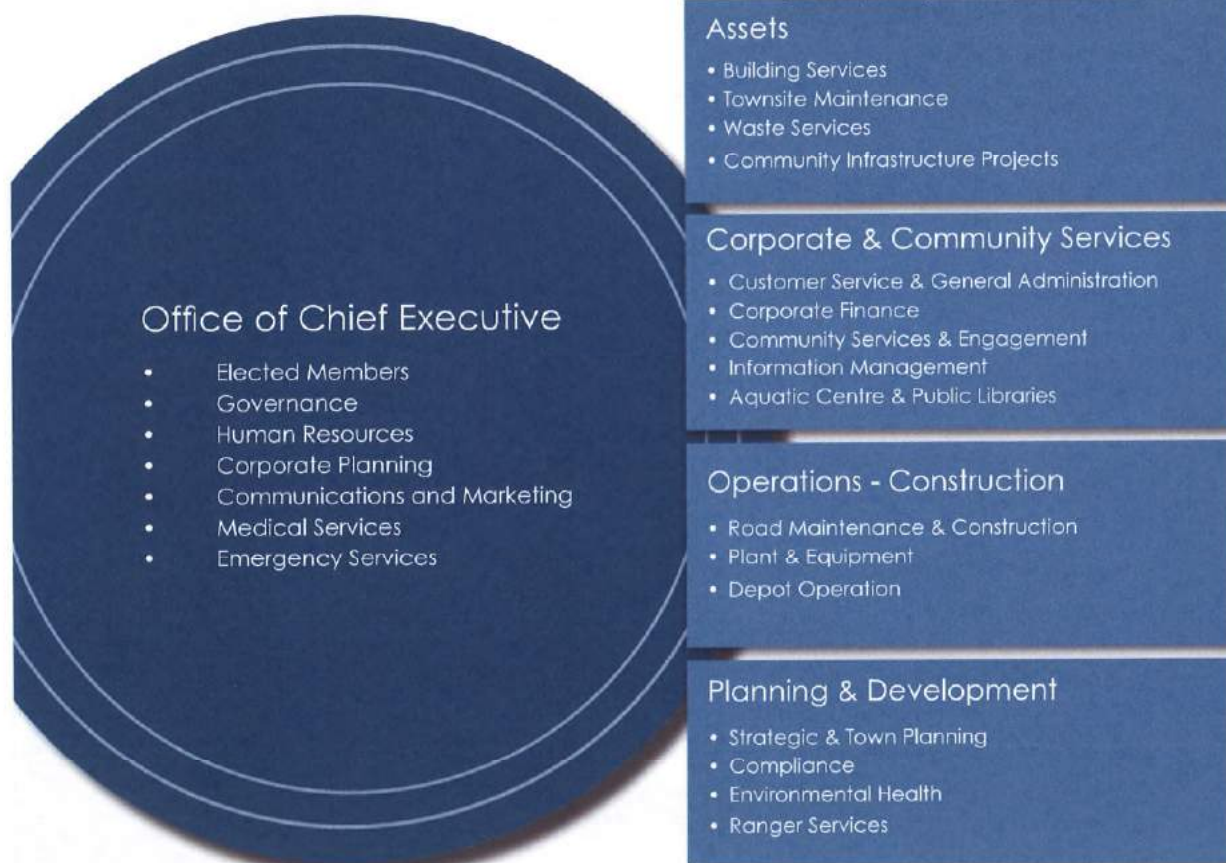 Office of Chief Executive
• Elected Members
• Governance
• Human Resources
• Corporate Planning
• Communications and Marketing
• Medical Services
• Emergency Services
Assets
• Building Services
• Townsite Maintenance
• Waste Services
• Community Infrastructure Projects
Corporate & Community Services
• Customer Service & General Administration
• Corporate Finance
• Community Services & Engagement
• Information Management
• Aquatic Centre & Public Libraries
Operations - Construction
• Road Maintenance & Construction
• Plant & Equipment
• Depot Operation
Planning & Development
• Strategic & Town Planning
• Compliance
• Environmental Health
• Ranger Services